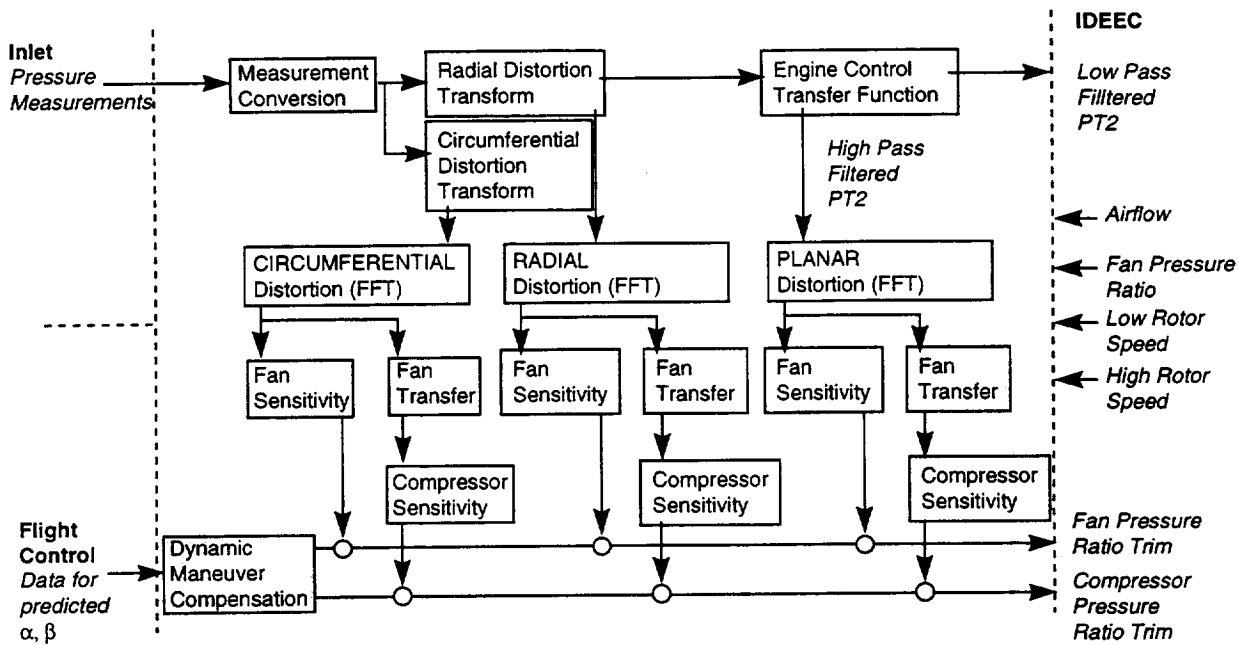 IDEEC
Inlet
Pressure
Measurements
Measurement
Conversion
Radial Distortion
Transform
Engine Control
Transfer Function
Low Pass
Filltered
PT2
Circumferential
Distortion
Transform
High Pass
Filtered
PT2
Airflow
CIRCUMFERENTIAL
Distortion (FFT)
RADIAL
Distortion (FFT)
PLANAR
Distortion (FFT)
Fan Pressure
Ratio
Low Rotor
Speed
High Rotor
Speed
Fan
Sensitivity
Fan
Transfer
Fan
Sensitivity
Fan
Transfer
Fan
Sensitivity
Fan
Transfer
Compressor
Sensitivity
Compressor
Sensitivity
Compressor
Sensitivity
Flight
Control
Data for
predicted
α, β
Dynamic
Maneuver
Compensation
Fan Pressure
Ratio Trim
Compressor
Pressure
Ratio Trim